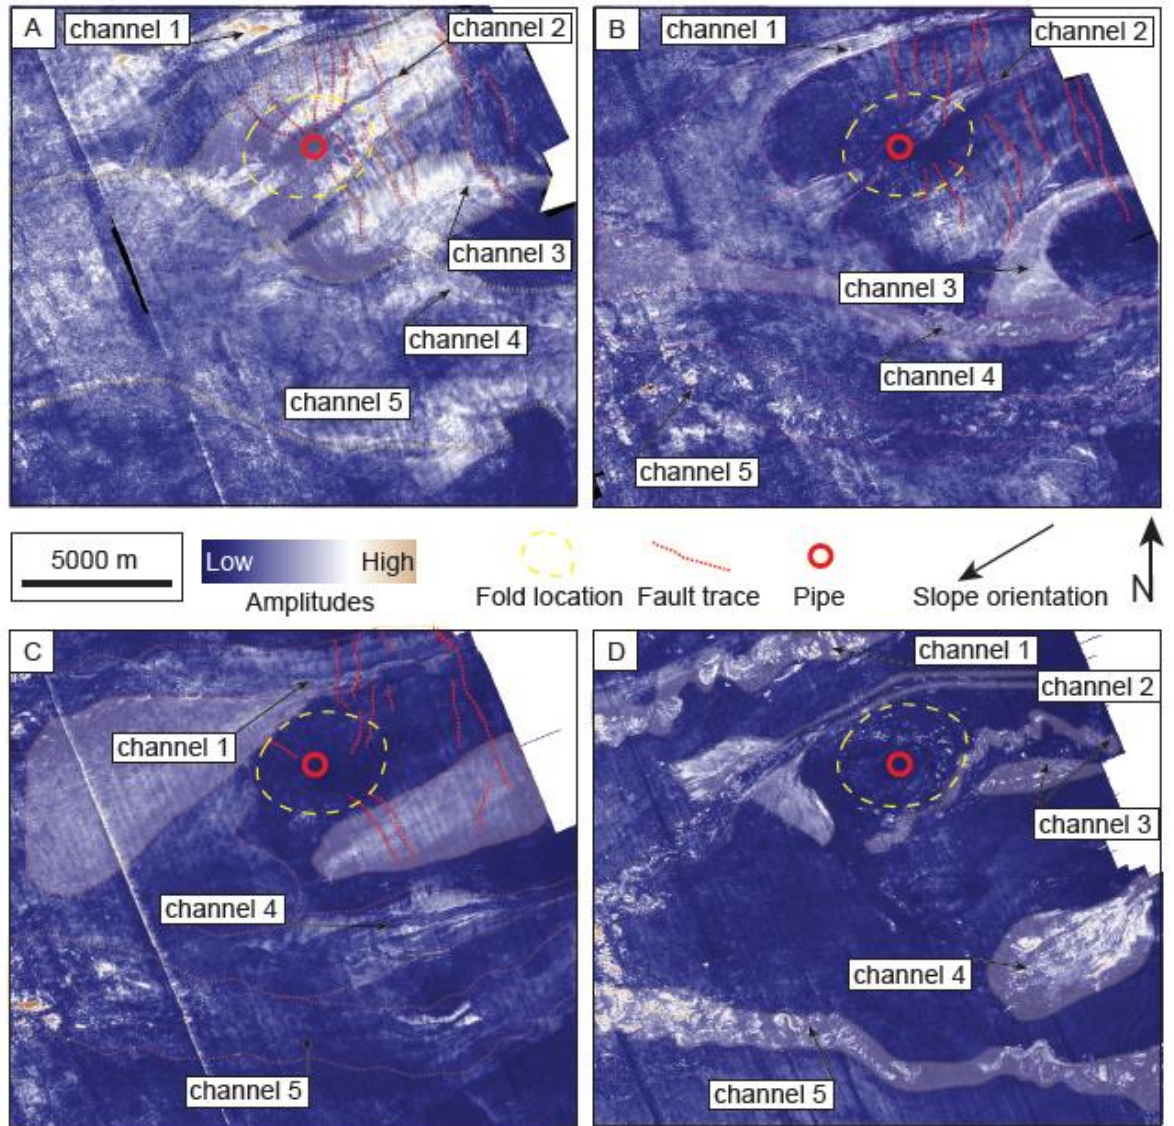 A
channel 1
channel 2
channel 3
channel 4
channel 5
B
channel 1
channel 2
channel 3
channel 4
channel 5
5000 m
Low
High
Amplitudes
Fold location
Fault trace
Pipe
Slope orientation
N
C
channel 1
channel 4
channel 5
D
channel 1
channel 2
channel 3
channel 4
channel 5